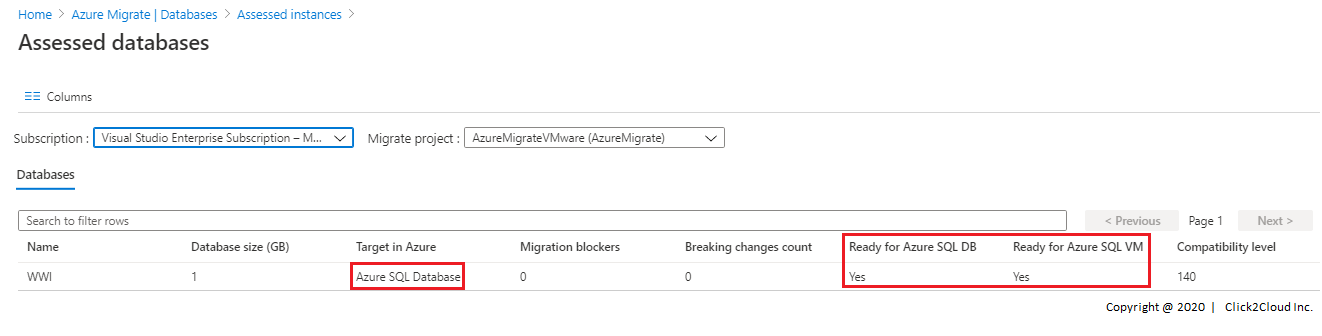 Home > Azure Migrate | Databases > Assessed instances >
Assessed databases
Columns
Subscription : Visual Studio Enterprise Subscription – M... Migrate project : AzureMigrateVMware (AzureMigrate)
Databases
Search to filter rows < Previous Page 1 Next >
Name Database size (GB) Target in Azure Migration blockers Breaking changes count Ready for Azure SQL DB Ready for Azure SQL VM Compatibility level
WWI 1 Azure SQL Database 0 0 Yes Yes 140
Copyright @ 2020 | Click2Cloud Inc.